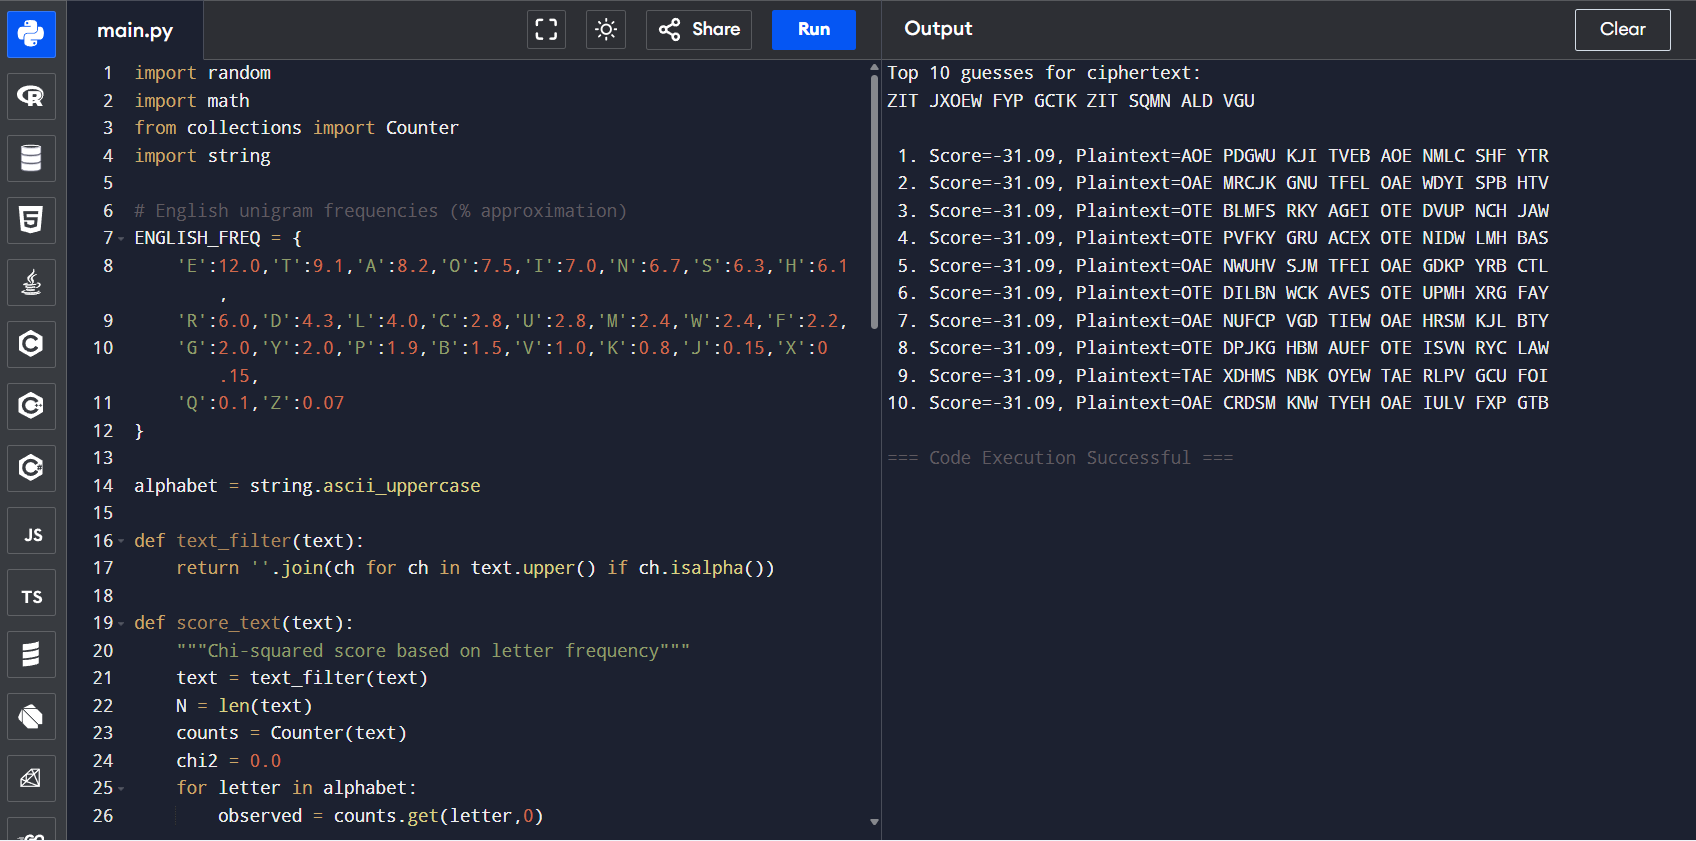 main.py
Share
Run
Output
Clear
1 import random
2 import math
3 from collections import Counter
4 import string
5
6 # English unigram frequencies (% approximation)
7 ENGLISH_FREQ = {
8 'E':12.0,'T':9.1,'A':8.2,'O':7.5,'I':7.0,'N':6.7,'S':6.3,'H':6.1
,
9 'R':6.0,'D':4.3,'L':4.0,'C':2.8,'U':2.8,'M':2.4,'W':2.4,'F':2.2,
10 'G':2.0,'Y':2.0,'P':1.9,'B':1.5,'V':1.0,'K':0.8,'J':0.15,'X':0
.15,
11 'Q':0.1,'Z':0.07
12 }
13
14 alphabet = string.ascii_uppercase
15
16 def text_filter(text):
17 return ''.join(ch for ch in text.upper() if ch.isalpha())
18
19 def score_text(text):
20 """Chi-squared score based on letter frequency"""
21 text = text_filter(text)
22 N = len(text)
23 counts = Counter(text)
24 chi2 = 0.0
25 for letter in alphabet:
26 observed = counts.get(letter,0)
Top 10 guesses for ciphertext:
ZIT JXOEW FYP GCTK ZIT SQMN ALD VGU
1. Score=-31.09, Plaintext=AOE PDGWU KJI TVEB AOE NMLC SHF YTR
2. Score=-31.09, Plaintext=OAE MRCJK GNU TFEL OAE WDYI SPB HTV
3. Score=-31.09, Plaintext=OTE BLMFS RKY AGEI OTE DVUP NCH JAW
4. Score=-31.09, Plaintext=OTE PVFKY GRU ACEX OTE NIDW LMH BAS
5. Score=-31.09, Plaintext=OAE NWUHV SJM TFEI OAE GDKP YRB CTL
6. Score=-31.09, Plaintext=OTE DILBN WCK AVES OTE UPMH XRG FAY
7. Score=-31.09, Plaintext=OAE NUFCP VGD TIEW OAE HRSM KJL BTY
8. Score=-31.09, Plaintext=OTE DPJKG HBM AUEF OTE ISVN RYC LAW
9. Score=-31.09, Plaintext=TAE XDHMS NBK OYEW TAE RLPV GCU FOI
10. Score=-31.09, Plaintext=OAE CRDSM KNW TYEH OAE IULV FXP GTB
=== Code Execution Successful ===
JS
TS